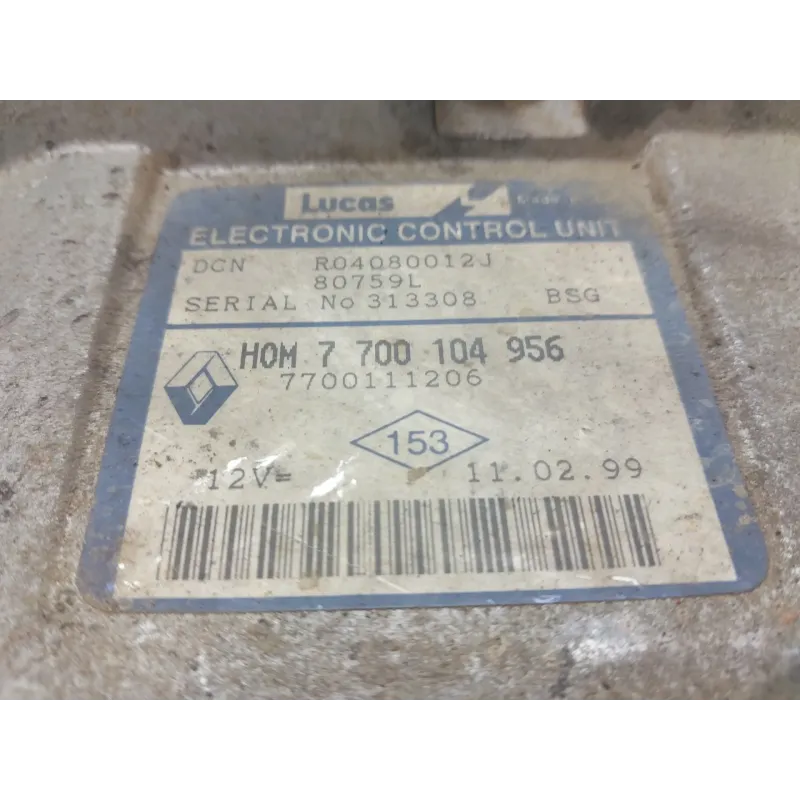 Lucas
ELECTRONIC CONTROL UNIT
DCN R04080012J
80759L
SERIAL No 313308 BSG
HOM 7 700 104 956
7700111206
153
12V= 11.02.99